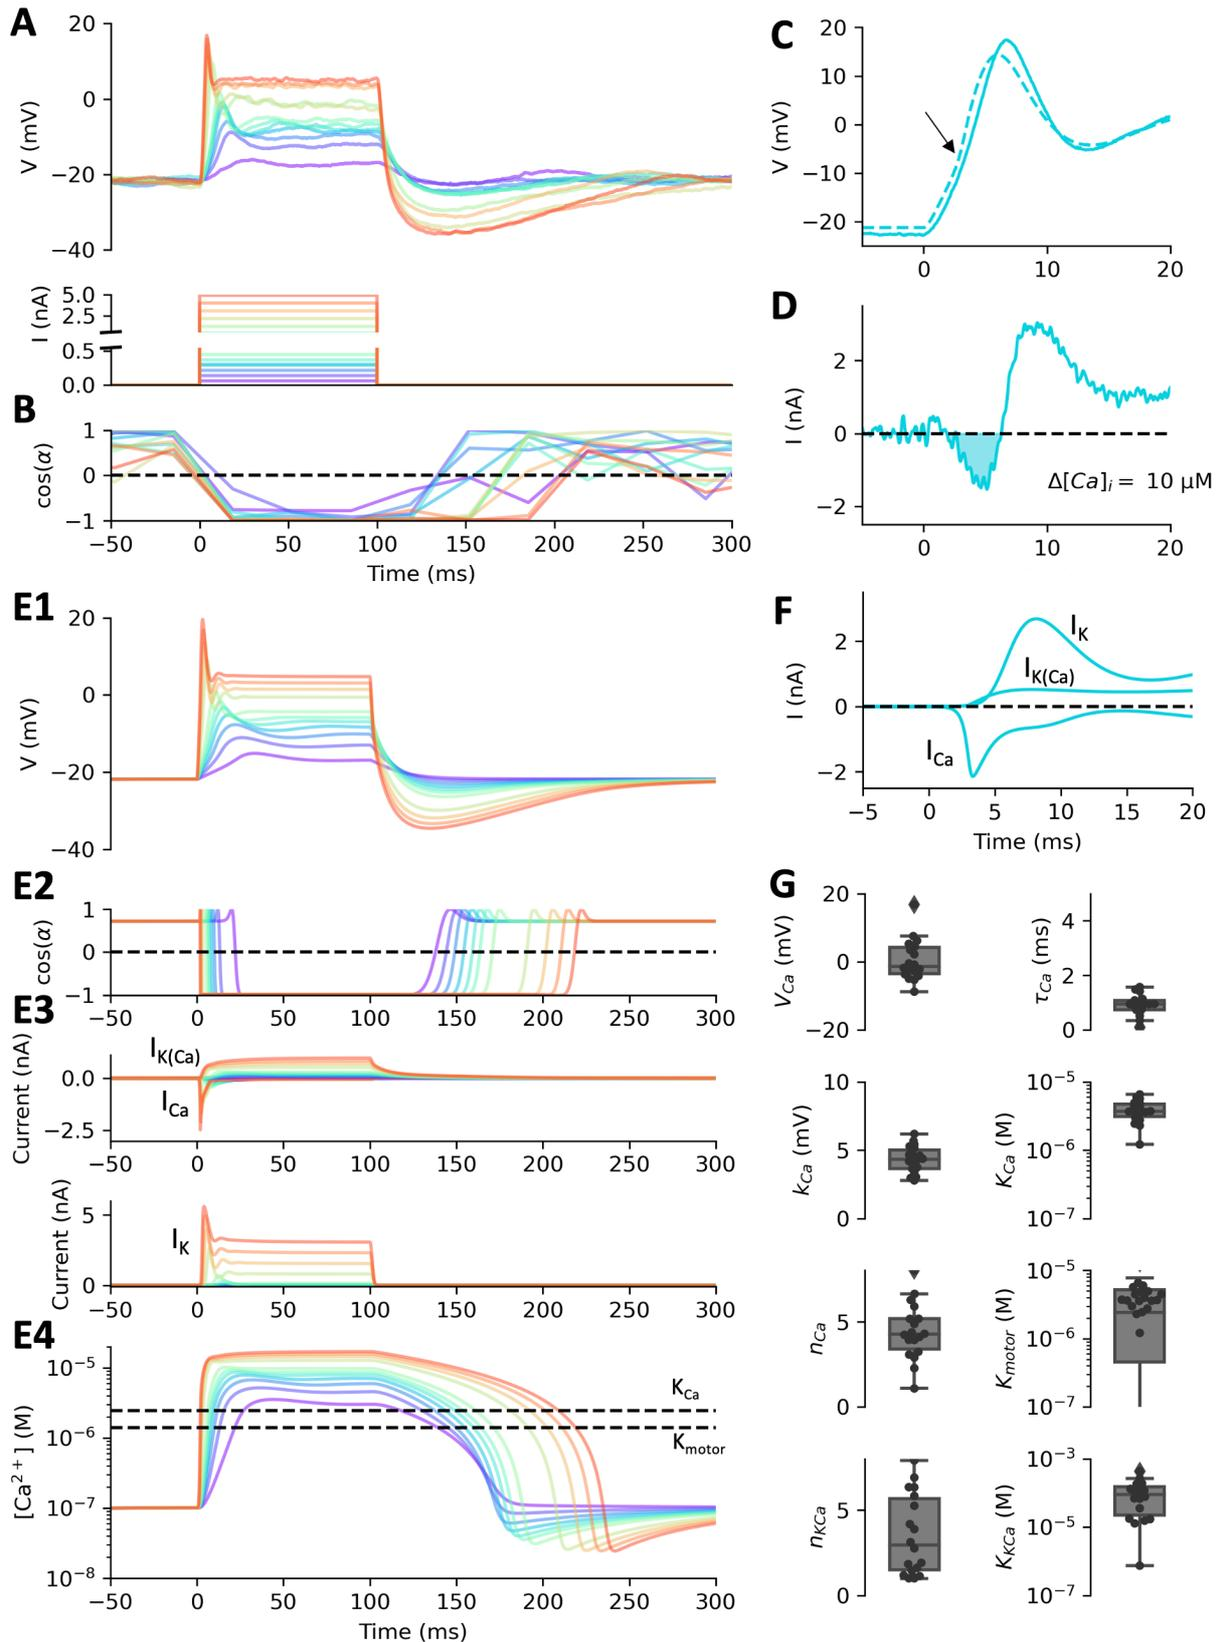 A
20
0
−20
−40
V (mV)
5.0
2.5
0.5
0.0
I (nA)
B
1
0
−1
cos(α)
−50 0 50 100 150 200 250 300
Time (ms)
C
20
10
0
−10
−20
V (mV)
0 10 20
D
2
0
−2
I (nA)
Δ[Ca]i = 10 μM
0 10 20
E1
20
0
−20
−40
V (mV)
E2
1
0
−1
cos(α)
−50 0 50 100 150 200 250 300
E3
IK(Ca)
ICa
0.0
−2.5
Current (nA)
−50 0 50 100 150 200 250 300
IK
5
0
Current (nA)
−50 0 50 100 150 200 250 300
E4
10−5
10−6
10−7
10−8
[Ca2+] (M)
KCa
Kmotor
−50 0 50 100 150 200 250 300
Time (ms)
F
IK
IK(Ca)
ICa
2
0
−2
I (nA)
−5 0 5 10 15 20
Time (ms)
G
20
0
−20
VCa (mV)
4
2
0
τCa (ms)
10
5
0
kCa (mV)
10−5
10−6
10−7
KCa (M)
5
0
nCa
10−5
10−6
10−7
Kmotor (M)
5
0
nKCa
10−3
10−5
10−7
KKCa (M)